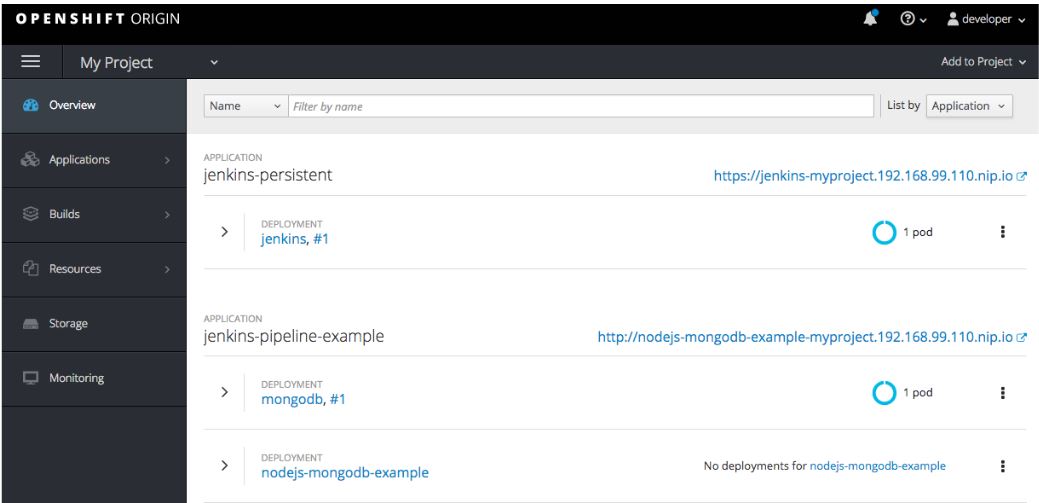 OPENSHIFT ORIGIN
developer
My Project
Add to Project
Overview
Applications
Builds
Resources
Storage
Monitoring
Name
Filter by name
List by
Application
APPLICATION
jenkins-persistent
https://jenkins-myproject.192.168.99.110.nip.io
DEPLOYMENT
jenkins, #1
1 pod
APPLICATION
jenkins-pipeline-example
http://nodejs-mongodb-example-myproject.192.168.99.110.nip.io
DEPLOYMENT
mongodb, #1
1 pod
DEPLOYMENT
nodejs-mongodb-example
No deployments for nodejs-mongodb-example